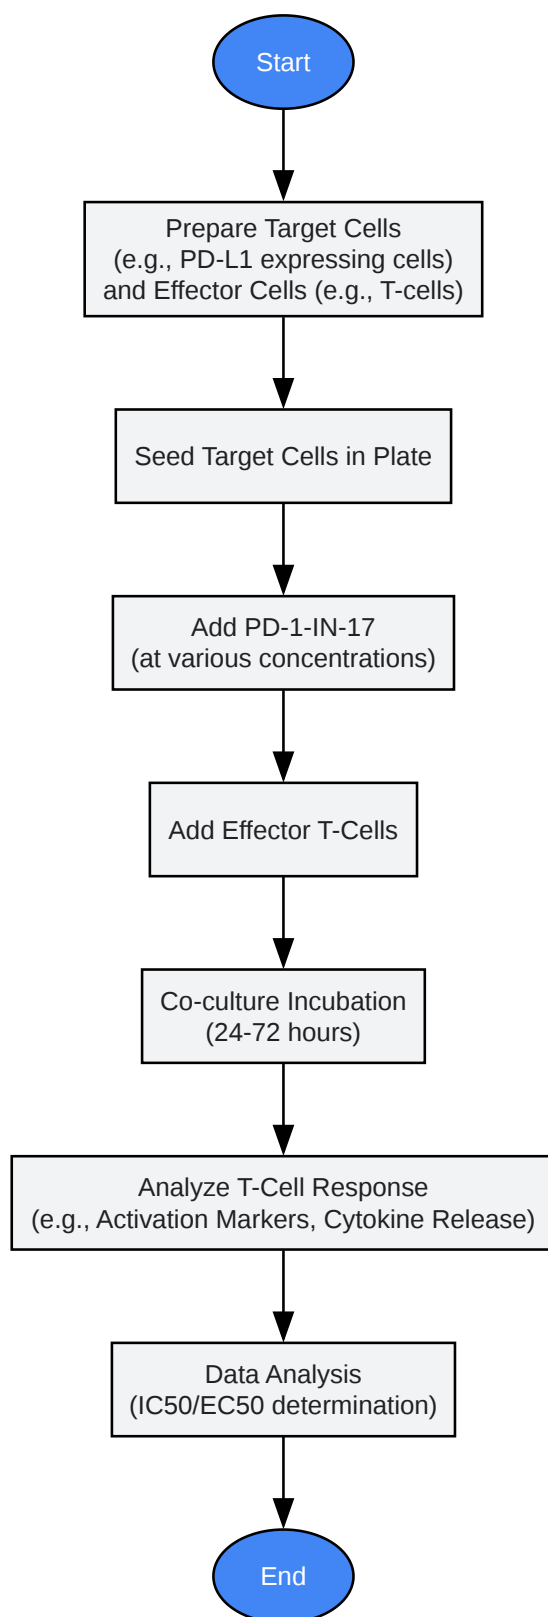 Start
Prepare Target Cells
(e.g., PD-L1 expressing cells)
and Effector Cells (e.g., T-cells)
Seed Target Cells in Plate
Add PD-1-IN-17
(at various concentrations)
Add Effector T-Cells
Co-culture Incubation
(24-72 hours)
Analyze T-Cell Response
(e.g., Activation Markers, Cytokine Release)
Data Analysis
(IC50/EC50 determination)
End